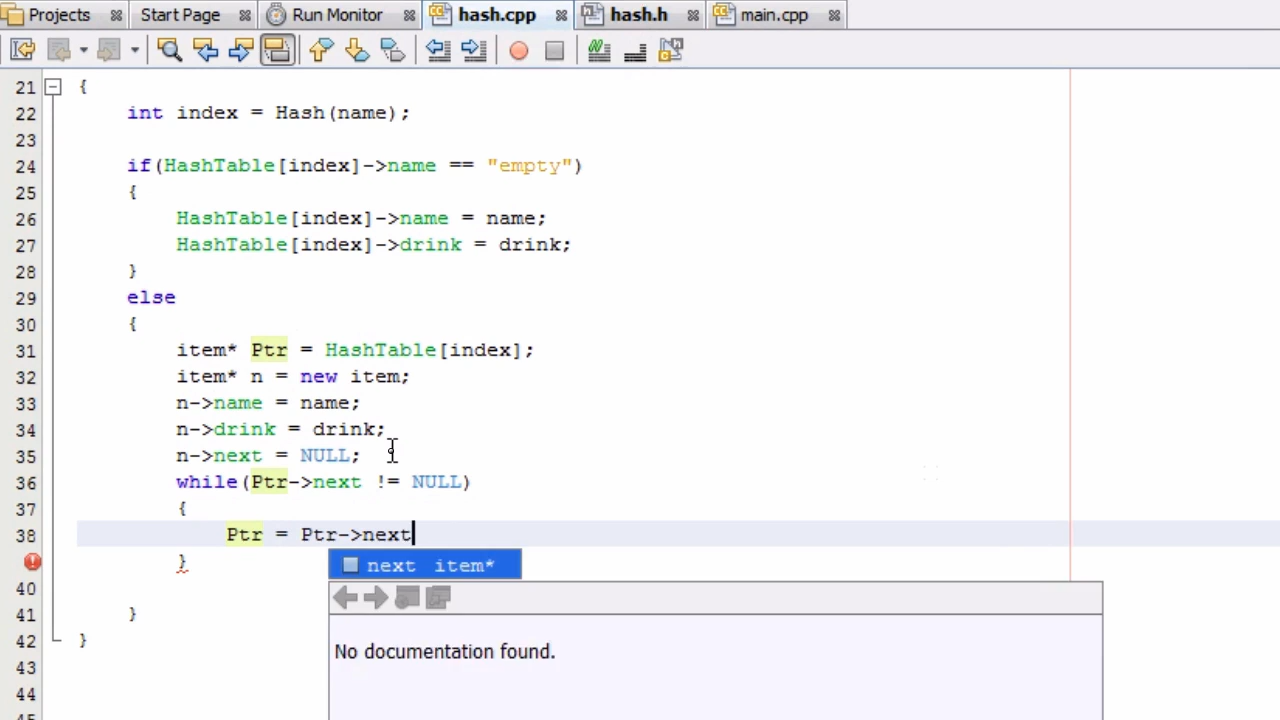 Projects Start Page Run Monitor hash.cpp hash.h main.cpp
21 {
22 int index = Hash(name);
23
24 if(HashTable[index]->name == "empty")
25 {
26 HashTable[index]->name = name;
27 HashTable[index]->drink = drink;
28 }
29 else
30 {
31 item* Ptr = HashTable[index];
32 item* n = new item;
33 n->name = name;
34 n->drink = drink;
35 n->next = NULL;
36 while(Ptr->next != NULL)
37 {
38 Ptr = Ptr->next
}
next item*
40
41 }
42 }
No documentation found.
43
44
45